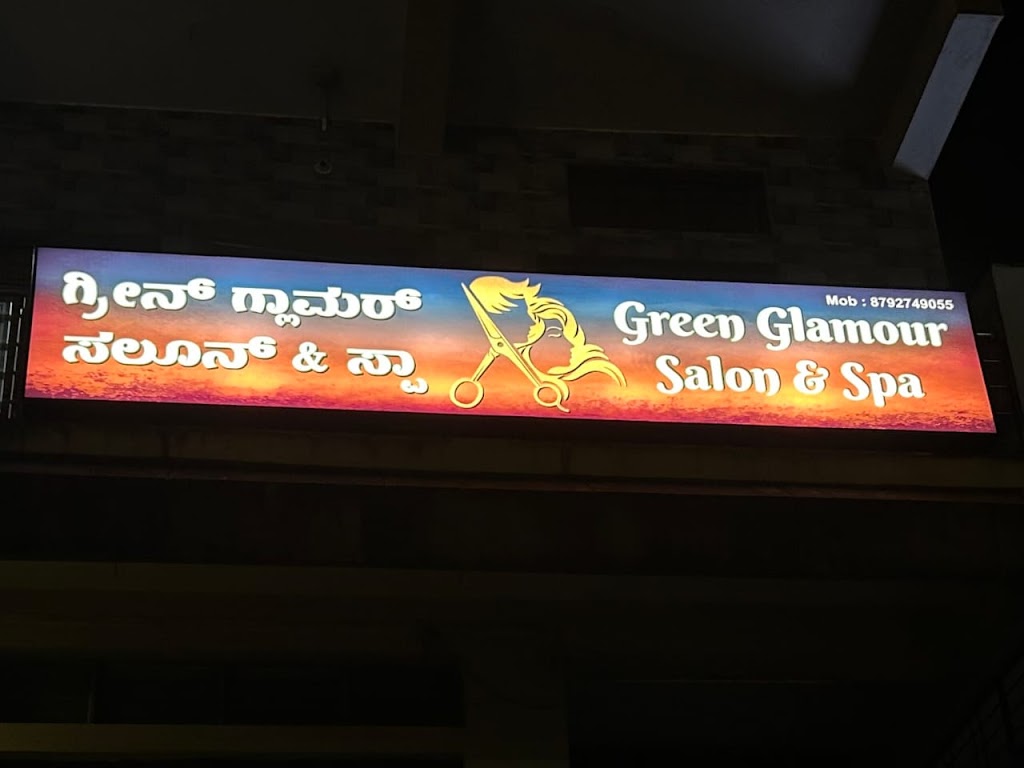 ಗ್ರೀನ್ ಗ್ಲಾಮರ್
ಸಲೂನ್ & ಸ್ಪಾ
Mob : 8792749055
Green Glamour
Salon & Spa